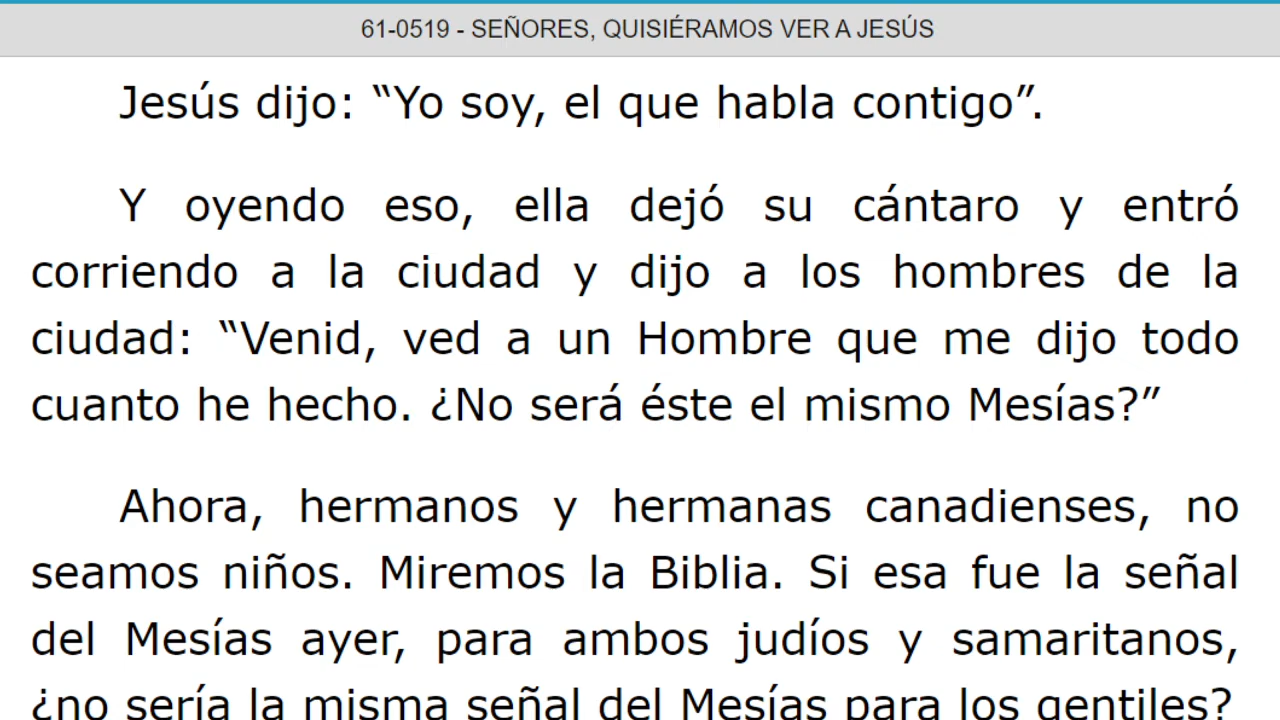 61-0519 - SEÑORES, QUISIÉRAMOS VER A JESÚS
Jesús dijo: “Yo soy, el que habla contigo”.
Y oyendo eso, ella dejó su cántaro y entró
corriendo a la ciudad y dijo a los hombres de la
ciudad: “Venid, ved a un Hombre que me dijo todo
cuanto he hecho. ¿No será éste el mismo Mesías?”
Ahora, hermanos y hermanas canadienses, no
seamos niños. Miremos la Biblia. Si esa fue la señal
del Mesías ayer, para ambos judíos y samaritanos,
¿no sería la misma señal del Mesías para los gentiles?